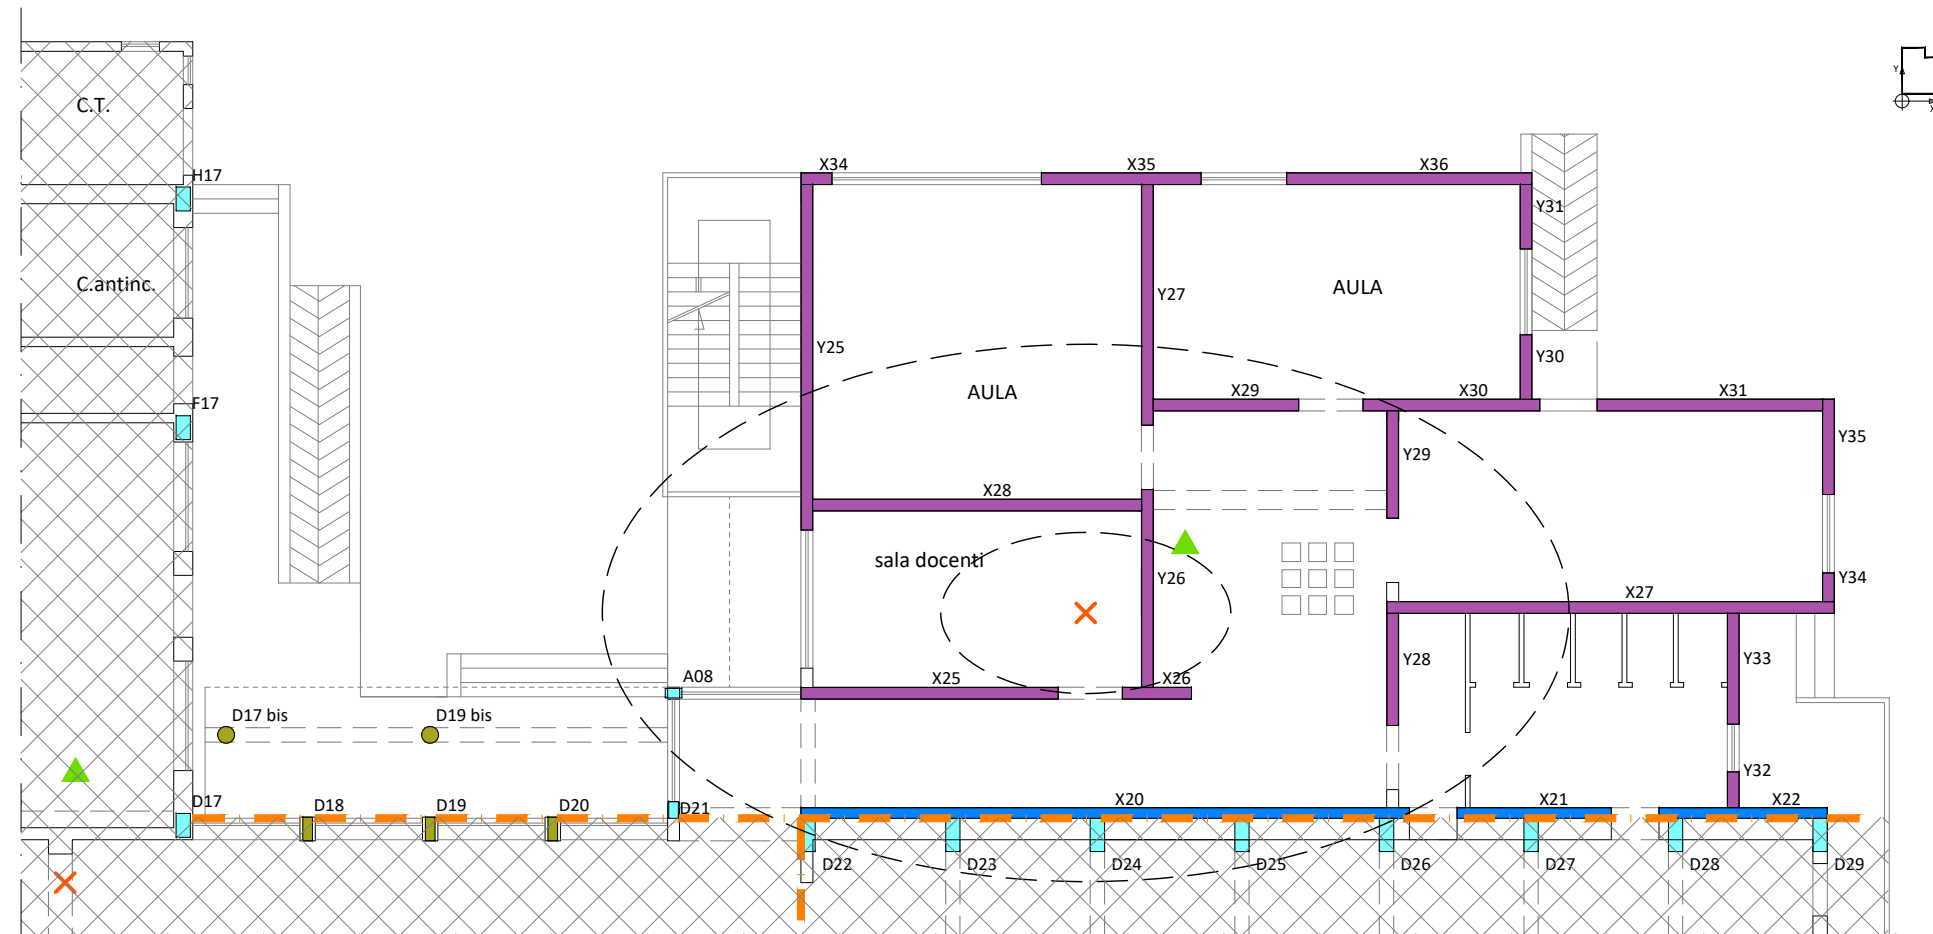 C.T.
Y
X
H17
X34
X35
X36
Y31
C.antinc.
AULA
Y27
Y25
Y30
AULA
X29
X30
X31
F17
Y35
Y29
X28
sala docenti
Y26
Y34
X27
A08
X25
X26
Y28
Y33
D17 bis
D19 bis
Y32
D17
D18
D19
D20
D21
X20
X21
X22
D22
D23
D24
D25
D26
D27
D28
D29